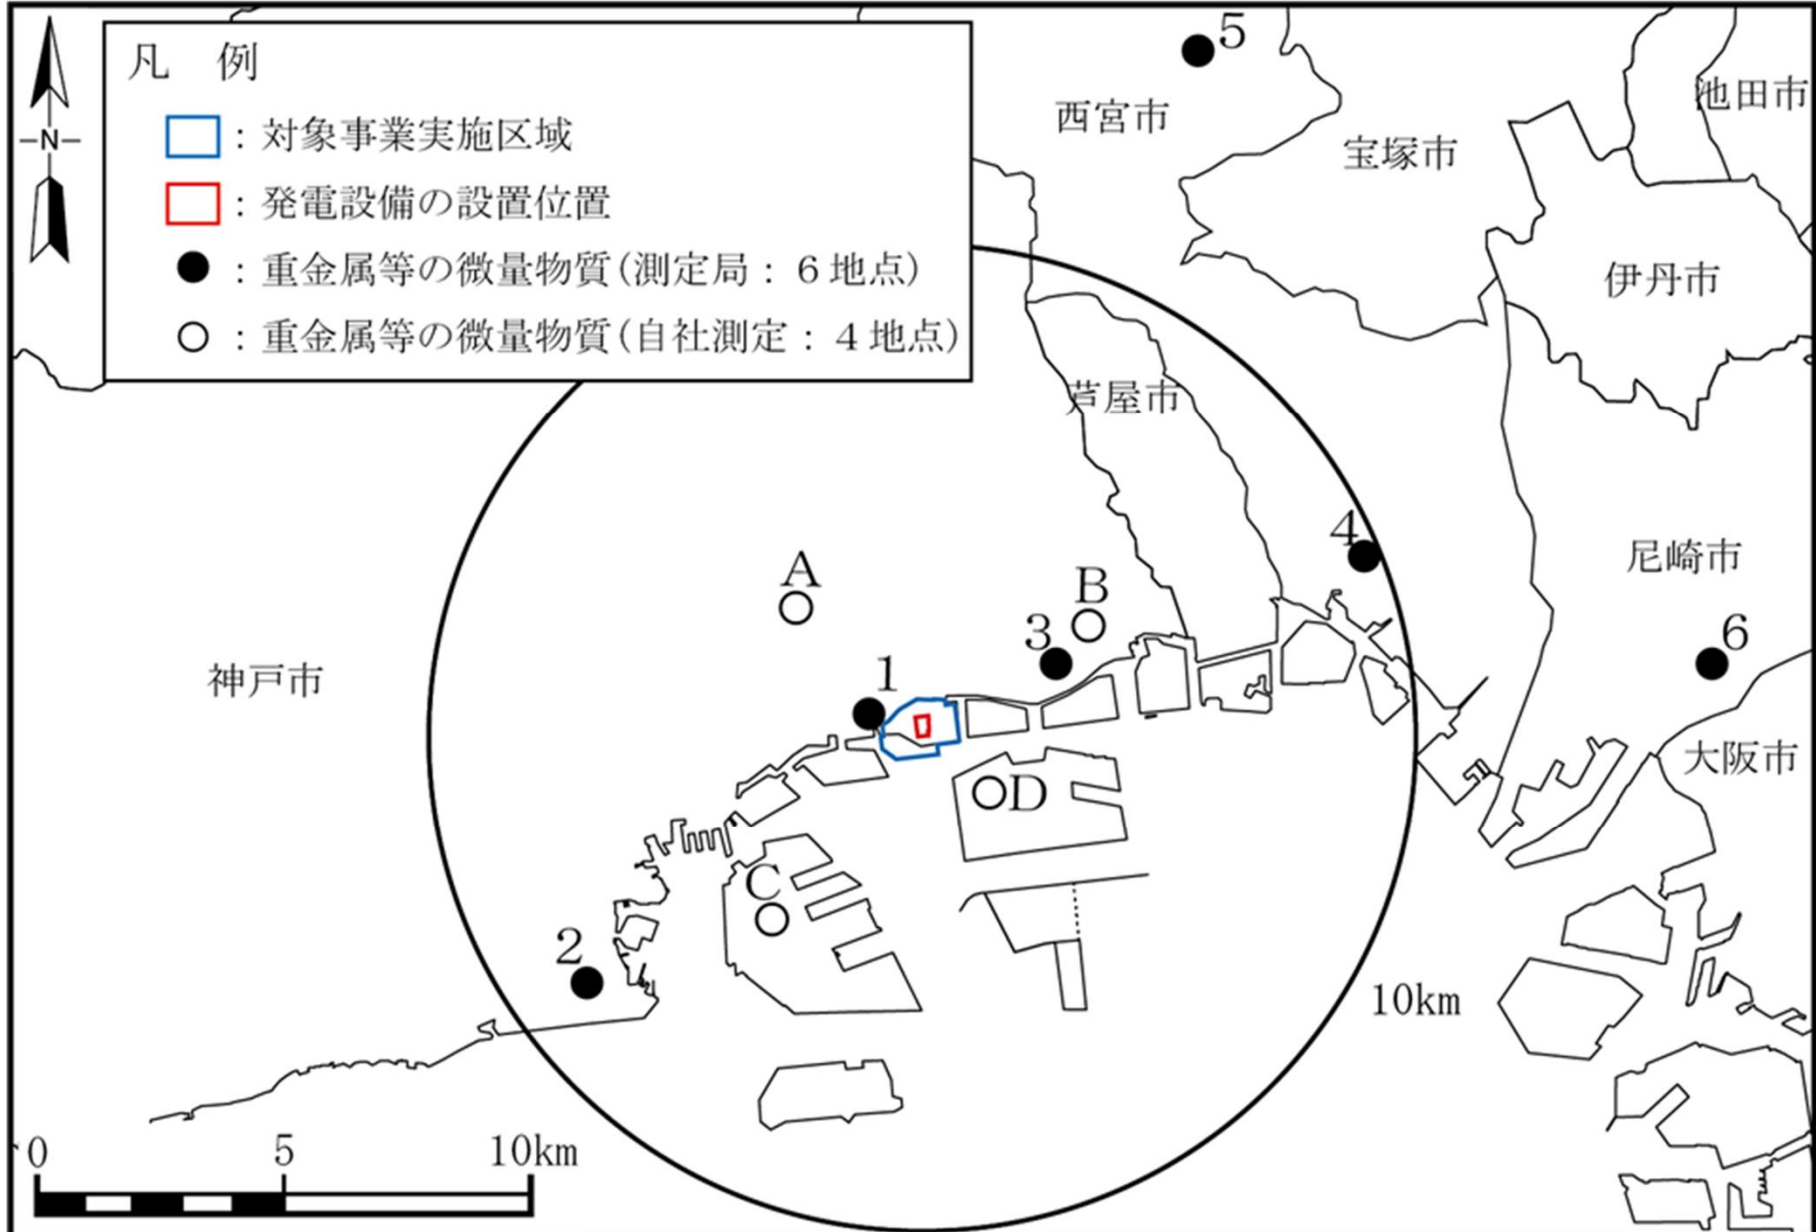 凡　例
：対象事業実施区域
：発電設備の設置位置
：重金属等の微量物質(測定局：６地点)
：重金属等の微量物質(自社測定：４地点)
N
5
西宮市
池田市
宝塚市
伊丹市
芦屋市
4
尼崎市
A
B
3
6
1
神戸市
大阪市
D
C
2
10km
0
5
10km